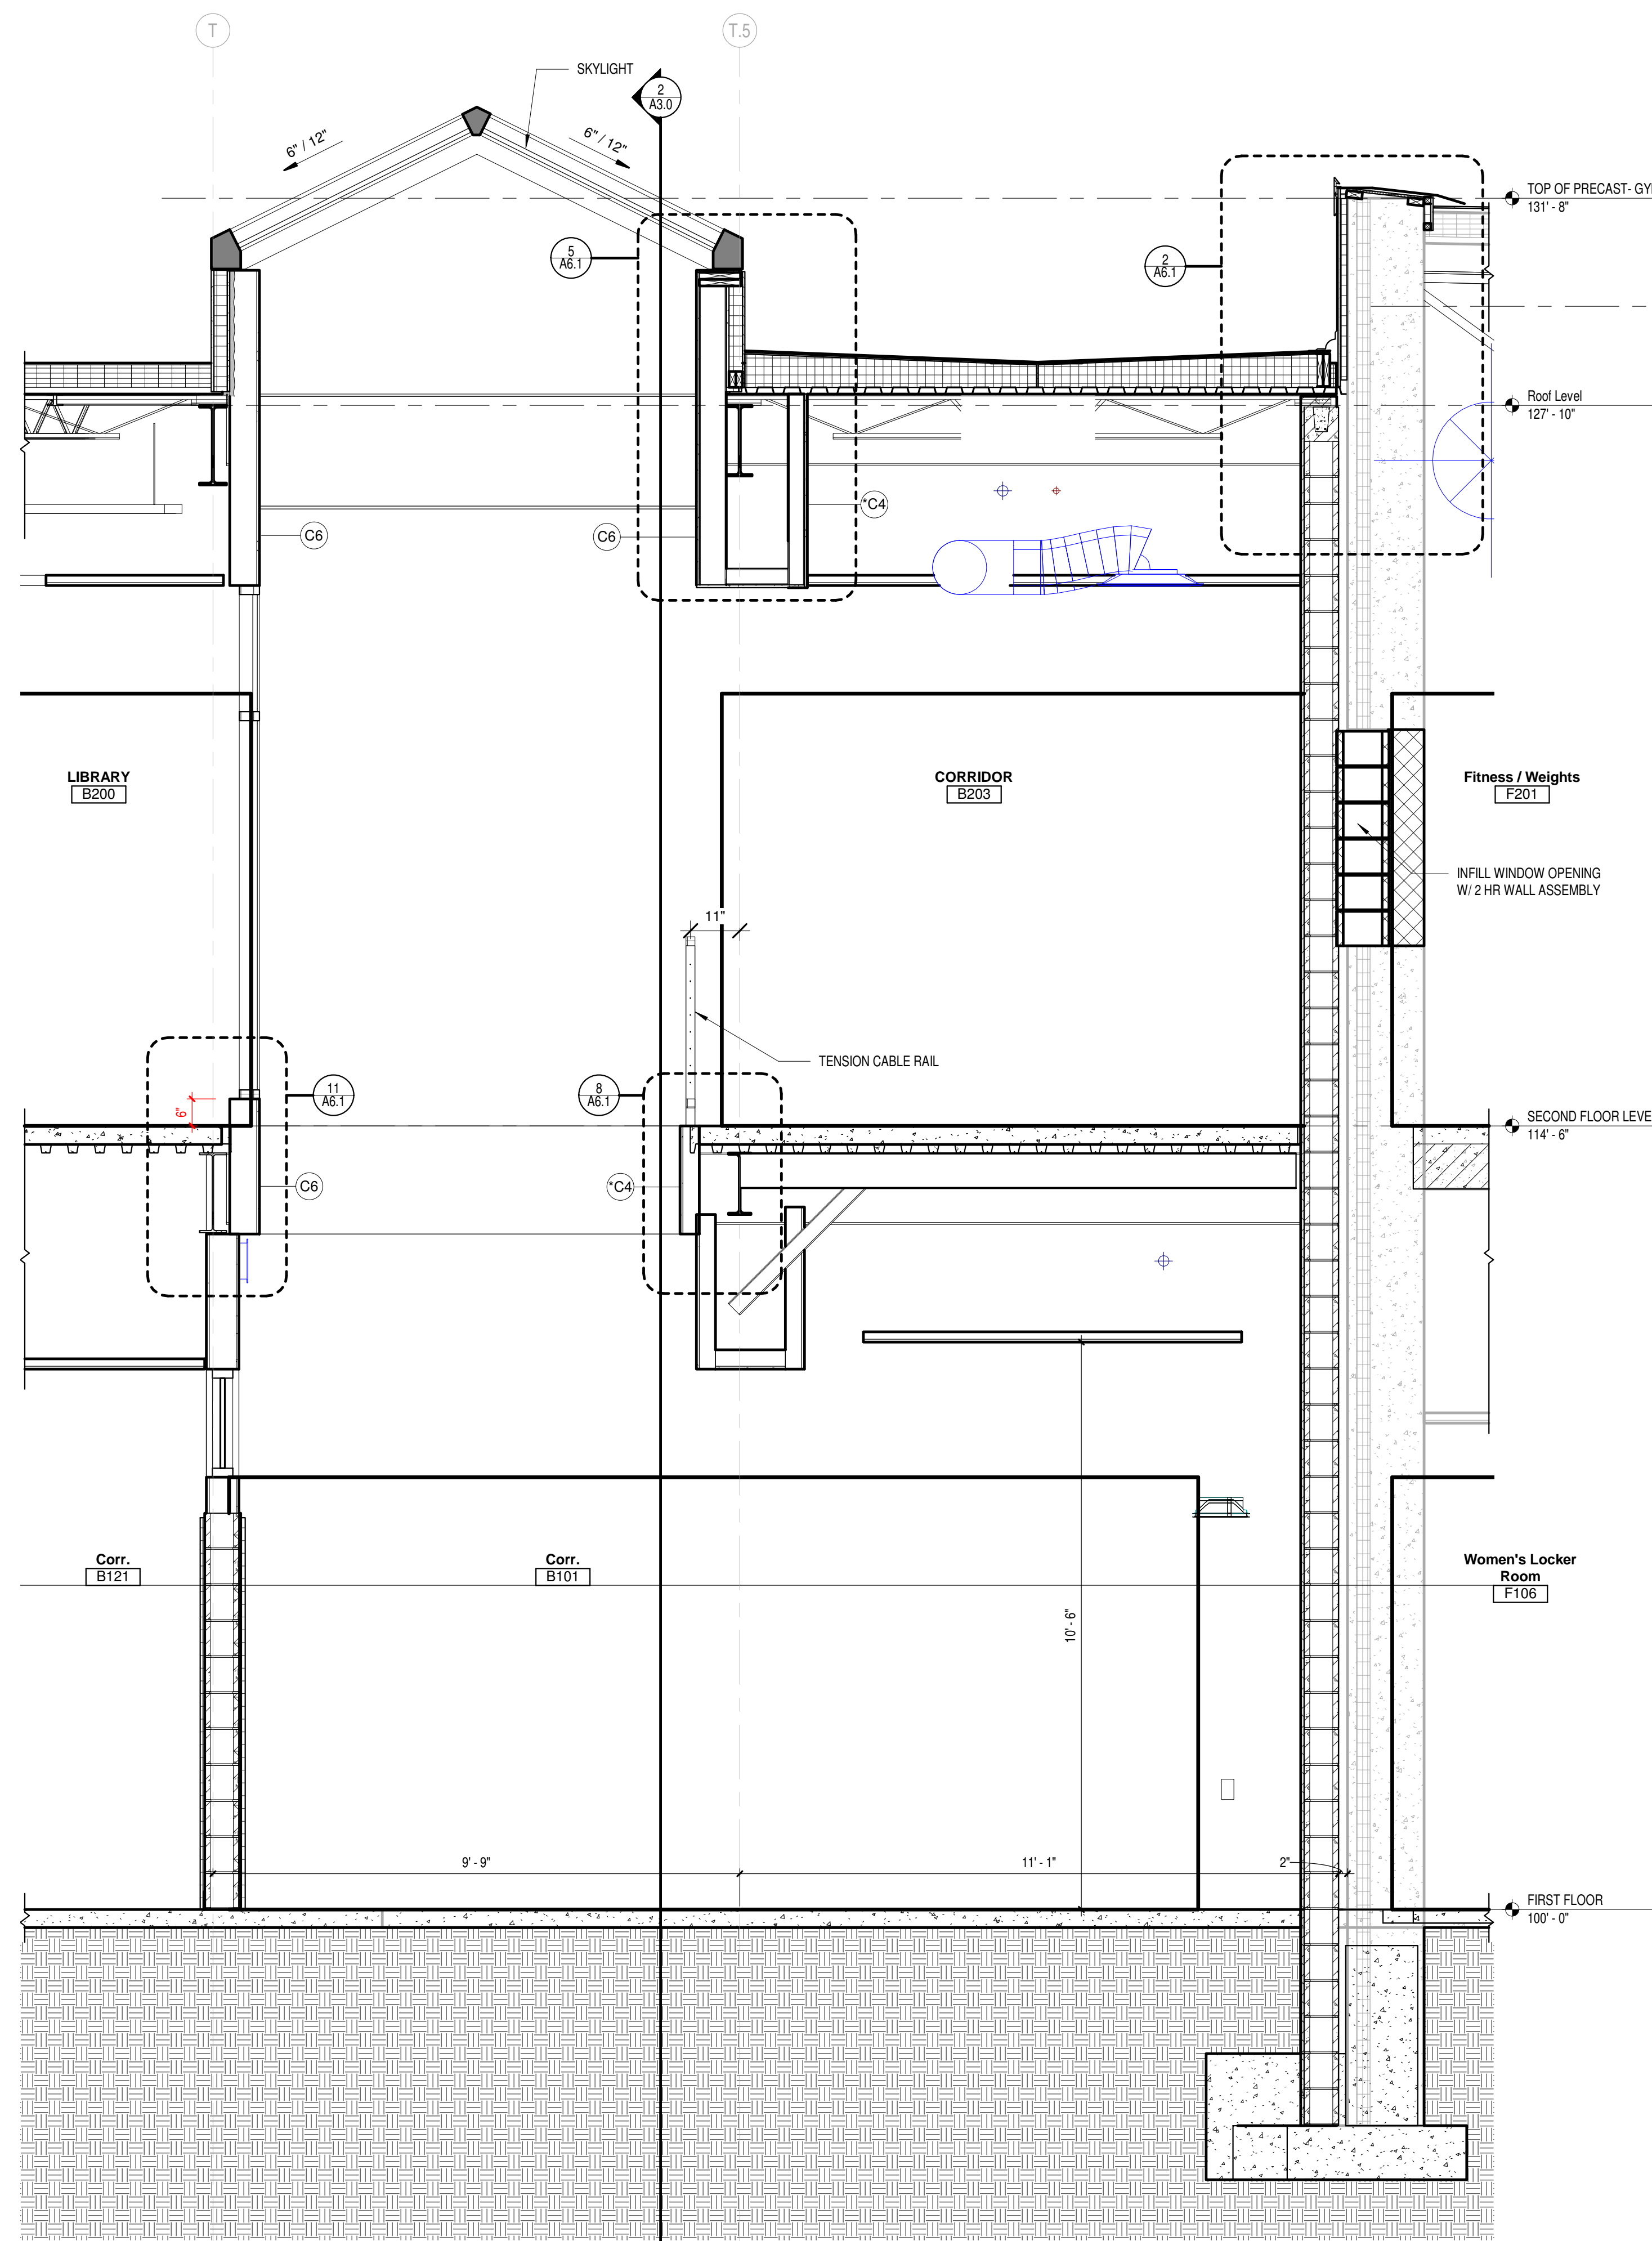 T
T.5
SKYLIGHT
2
A3.0
6" / 12"
6" / 12"
TOP OF PRECAST- GY
131' - 8"
5
A6.1
2
A6.1
Roof Level
127' - 10"
*C4
C6
C6
LIBRARY
B200
CORRIDOR
B203
Fitness / Weights
F201
INFILL WINDOW OPENING
W/ 2 HR WALL ASSEMBLY
11"
TENSION CABLE RAIL
11
A6.1
8
A6.1
6"
SECOND FLOOR LEVE
114' - 6"
C6
*C4
Corr.
B121
Corr.
B101
Women's Locker
Room
F106
10' - 6"
9' - 9"
11' - 1"
2"
FIRST FLOOR
100' - 0"